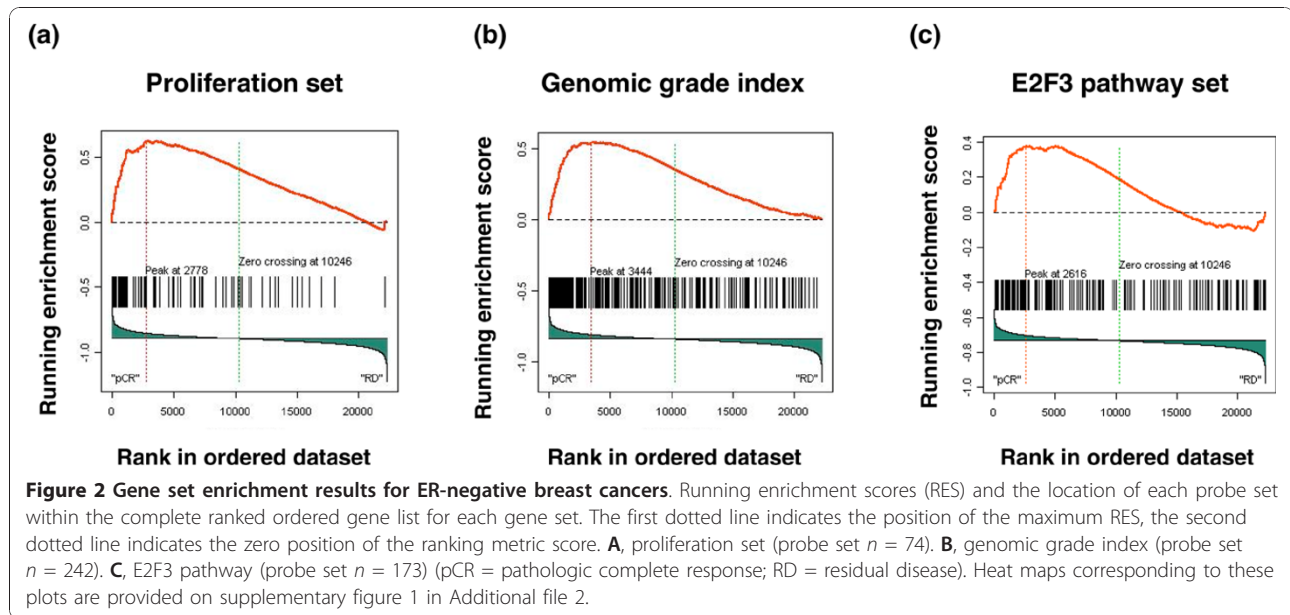 (a)
Proliferation set
Running enrichment score
0.5
0.0
-0.5
-1.0
Peak at 2778
Zero crossing at 10246
"pCR"
"RD"
0 5000 10000 15000 20000
Rank in ordered dataset
(b)
Genomic grade index
Running enrichment score
0.5
0.0
-0.5
-1.0
Peak at 3444
Zero crossing at 10246
"pCR"
"RD"
0 5000 10000 15000 20000
Rank in ordered dataset
(c)
E2F3 pathway set
Running enrichment score
0.4
0.2
0.0
-0.2
-0.4
-0.6
-0.8
-1.0
Peak at 2616
Zero crossing at 10246
"pCR"
"RD"
0 5000 10000 15000 20000
Rank in ordered dataset
Figure 2 Gene set enrichment results for ER-negative breast cancers. Running enrichment scores (RES) and the location of each probe set
within the complete ranked ordered gene list for each gene set. The first dotted line indicates the position of the maximum RES, the second
dotted line indicates the zero position of the ranking metric score. A, proliferation set (probe set n = 74). B, genomic grade index (probe set
n = 242). C, E2F3 pathway (probe set n = 173) (pCR = pathologic complete response; RD = residual disease). Heat maps corresponding to these
plots are provided on supplementary figure 1 in Additional file 2.